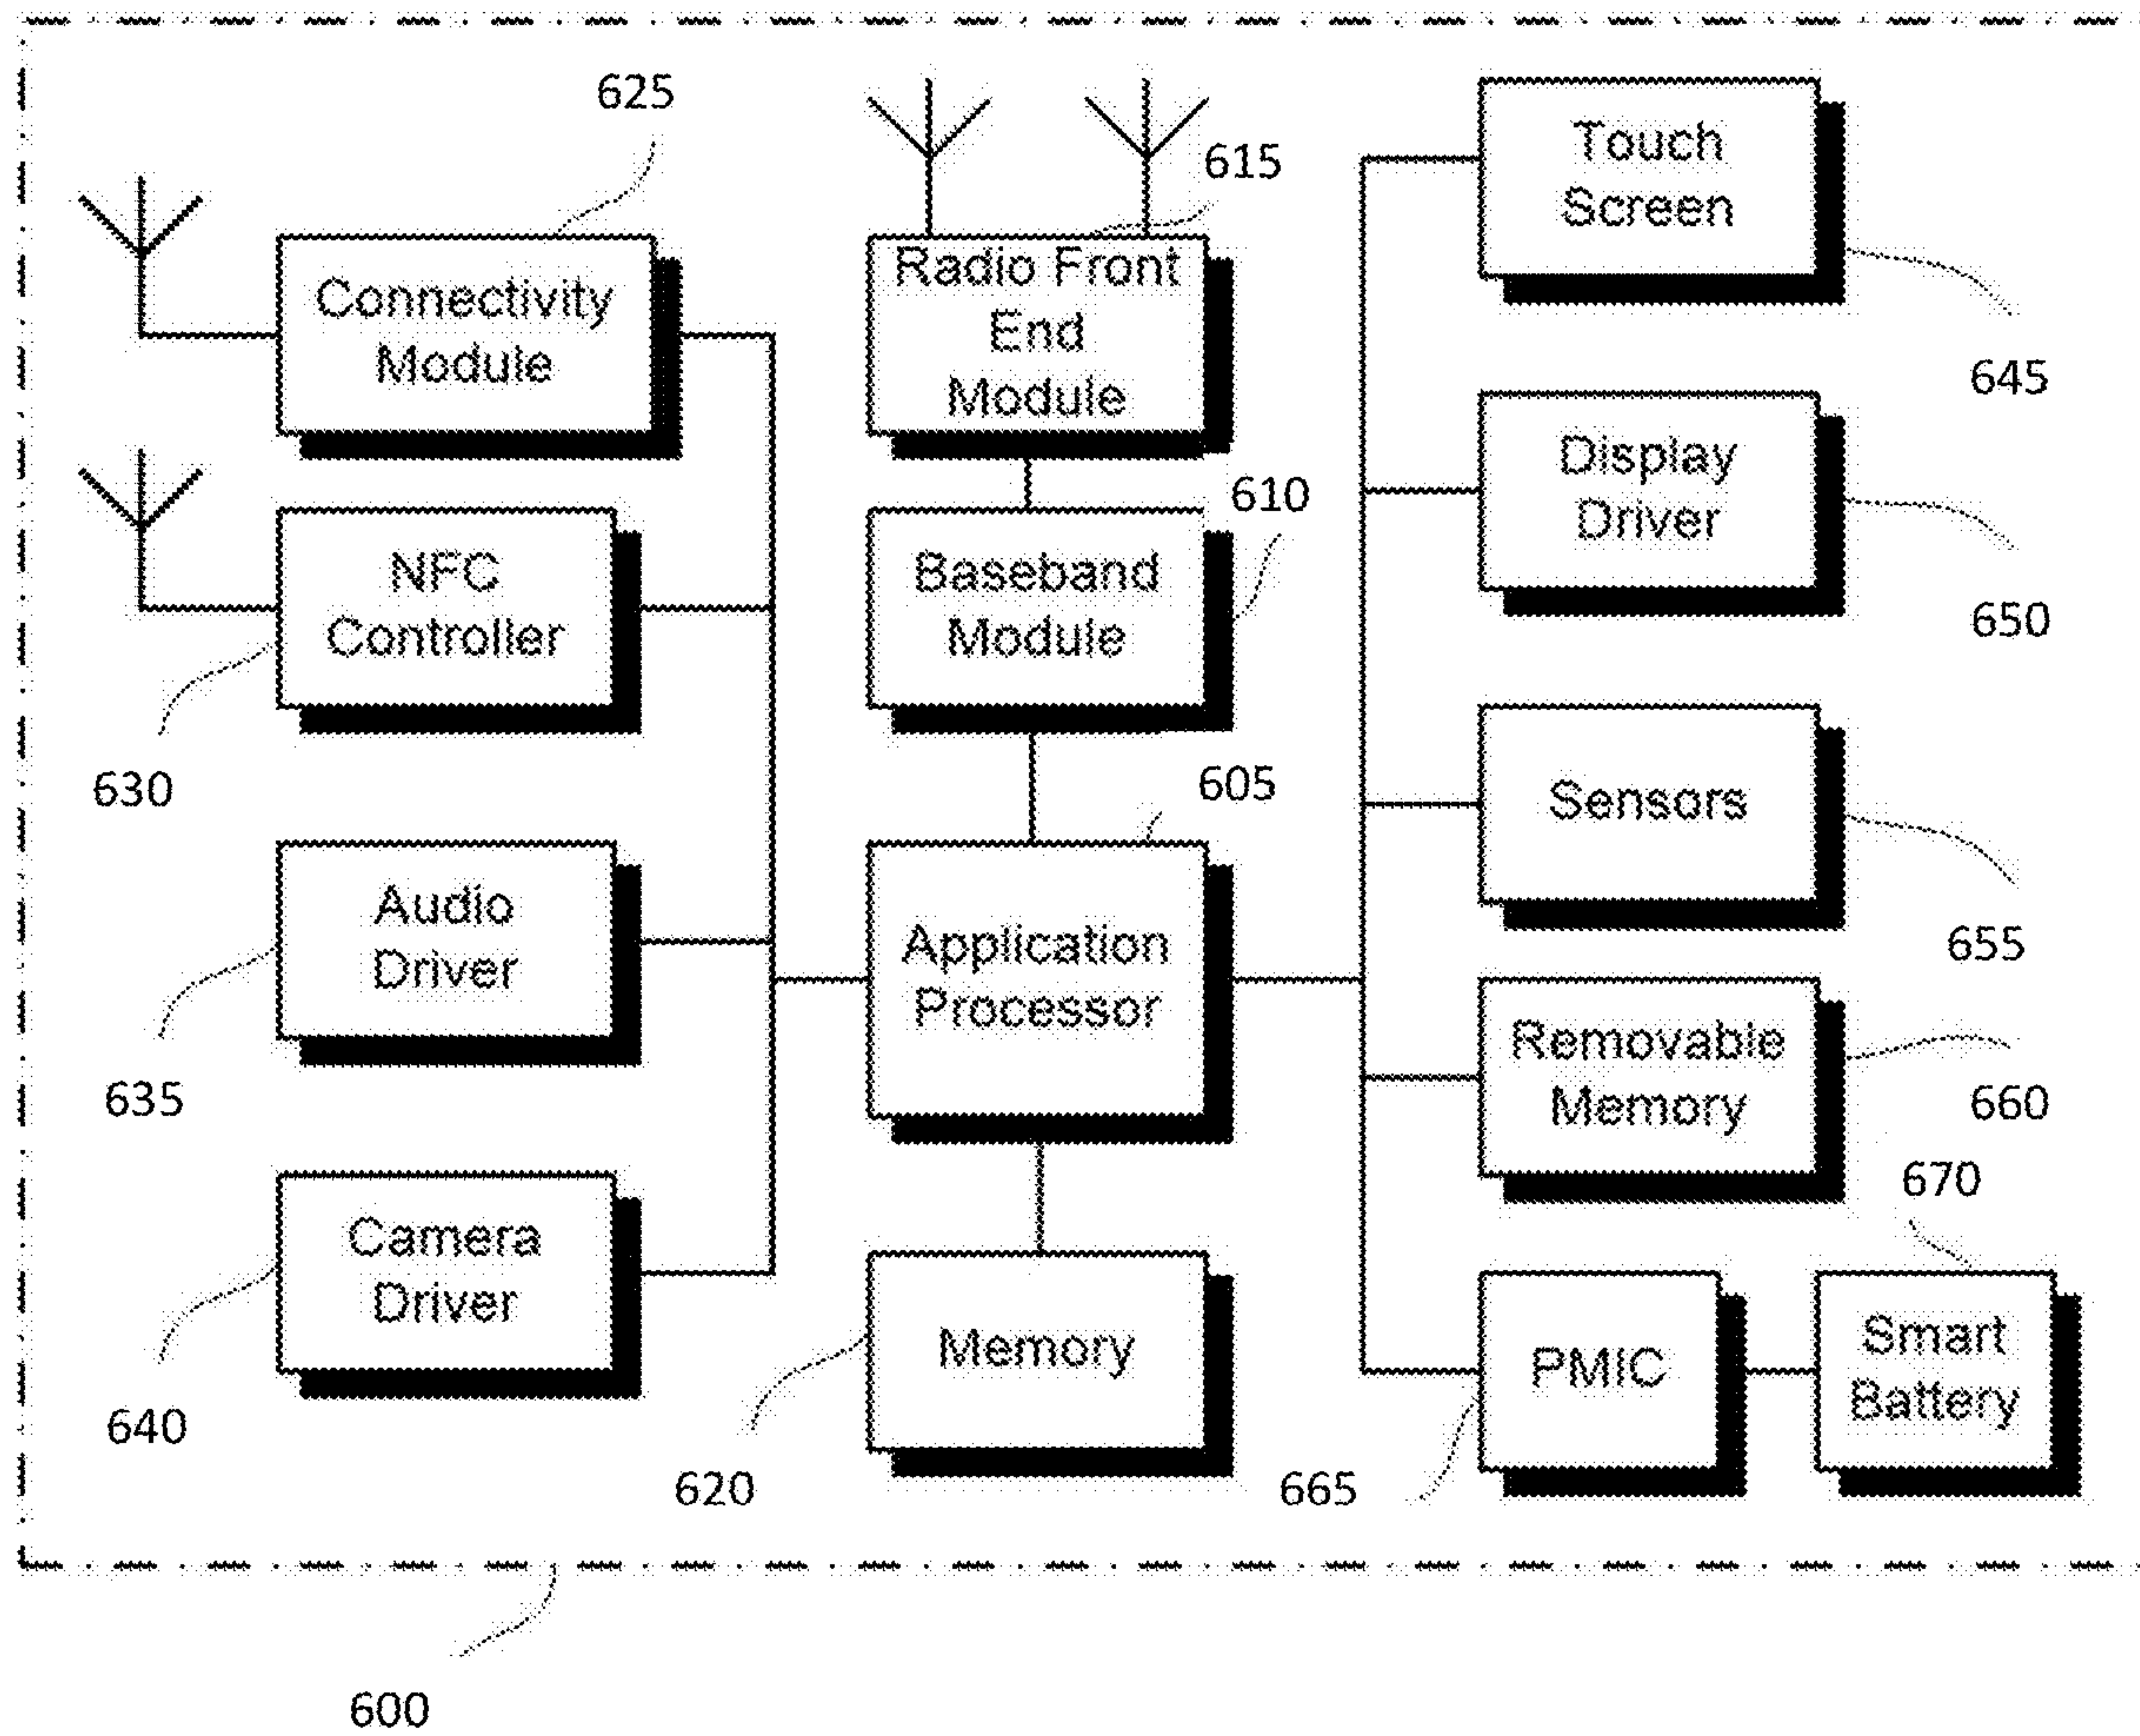 625
615
Touch
Screen
Connectivity
Module
Radio Front
End
Module
645
Display
Driver
610
NFC
Controller
Baseband
Module
650
630
605
Sensors
Audio
Driver
Application
Processor
655
Removable
Memory
635
660
670
Camera
Driver
Memory
PMIC
Smart
Battery
640
620
665
600